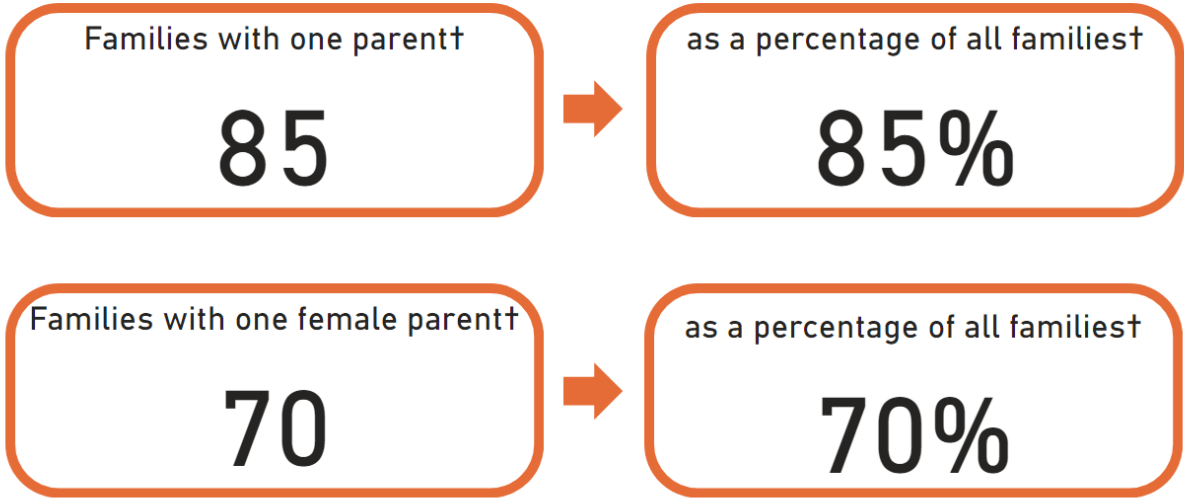 Families with one parent†
as a percentage of all families†
85
85%
Families with one female parent†
as a percentage of all families†
70
70%